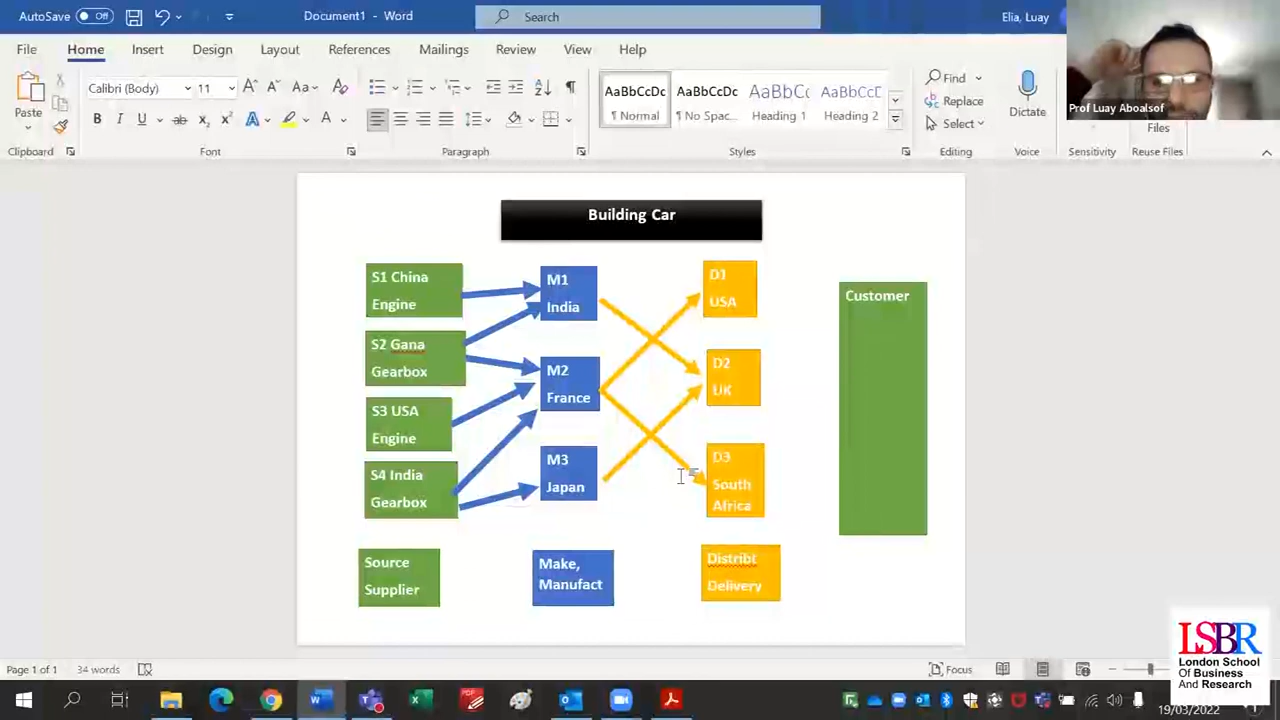 AutoSave Off Document1 - Word Search Elia, Luay
File Home Insert Design Layout References Mailings Review View Help
Paste
Calibri (Body) 11
AaBbCcDc
¶ Normal
AaBbCcDc
¶ No Spac...
AaBbCc
Heading 1
AaBbCcD
Heading 2
Find
Replace
Select
Dictate
Files
Prof Luay Aboalsof
Clipboard Font Paragraph Styles Editing Voice Sensitivity Reuse Files
Building Car
S1 China
Engine
S2 Gana
Gearbox
S3 USA
Engine
S4 India
Gearbox
Source
Supplier
M1
India
M2
France
M3
Japan
Make,
Manufact
D1
USA
D2
UK
D3
South
Africa
Distribt
Delivery
Customer
Page 1 of 1 34 words Focus
LSBR
London School
Of Business
And Research
19/03/2022